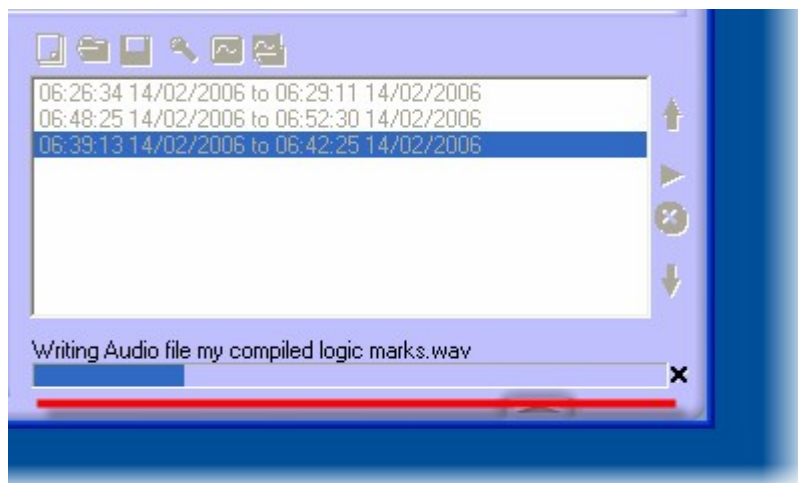 06:26:34 14/02/2006 to 06:29:11 14/02/2006
06:48:25 14/02/2006 to 06:52:30 14/02/2006
06:39:13 14/02/2006 to 06:42:25 14/02/2006
Writing Audio file my compiled logic marks.wav